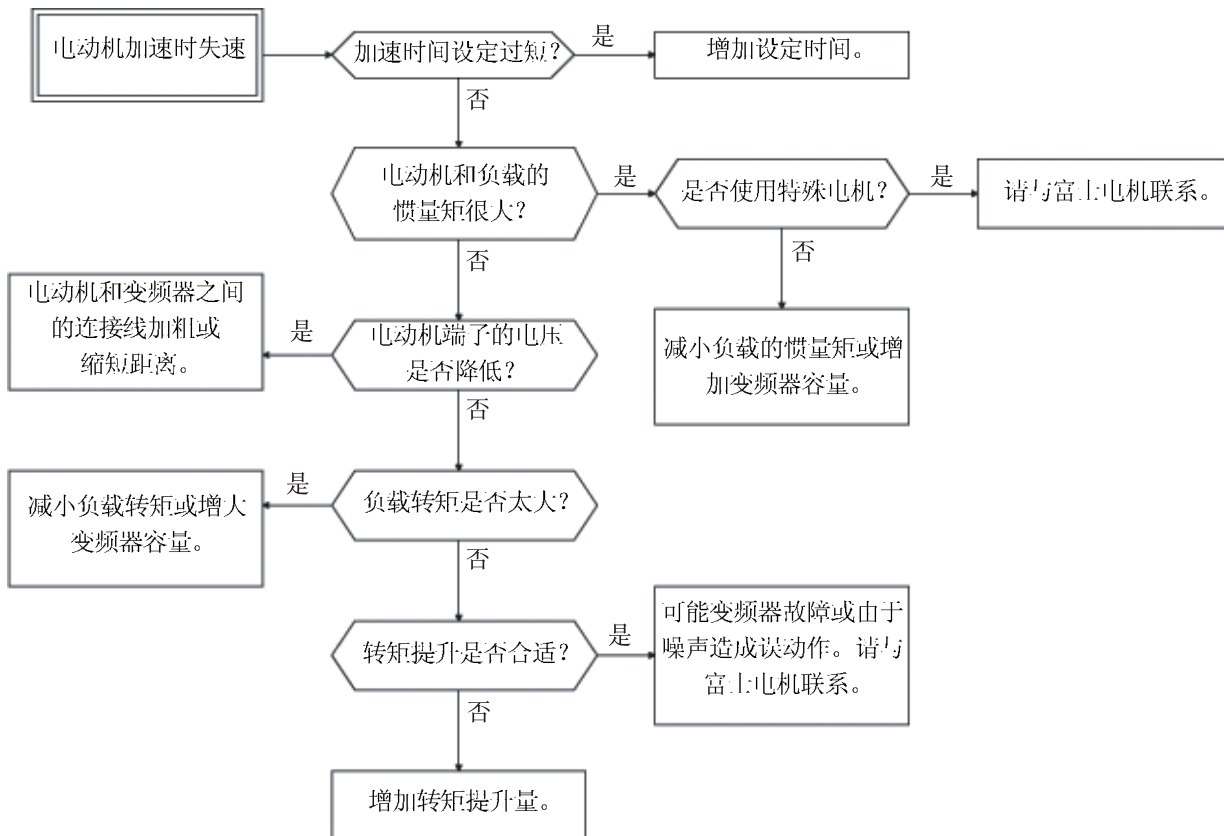 电动机加速时失速
加速时间设定过短?
是
增加设定时间。
否
电动机和负载的
惯量矩很大?
是
是否使用特殊电机?
是
请与富士电机联系。
否
否
电动机和变频器之间
的连接线加粗或
缩短距离。
是
电动机端子的电压
是否降低?
减小负载的惯量矩或增
加变频器容量。
否
减小负载转矩或增大
变频器容量。
是
负载转矩是否太大?
否
转矩提升是否合适?
是
可能变频器故障或由于
噪声造成误动作。请与
富士电机联系。
否
增加转矩提升量。